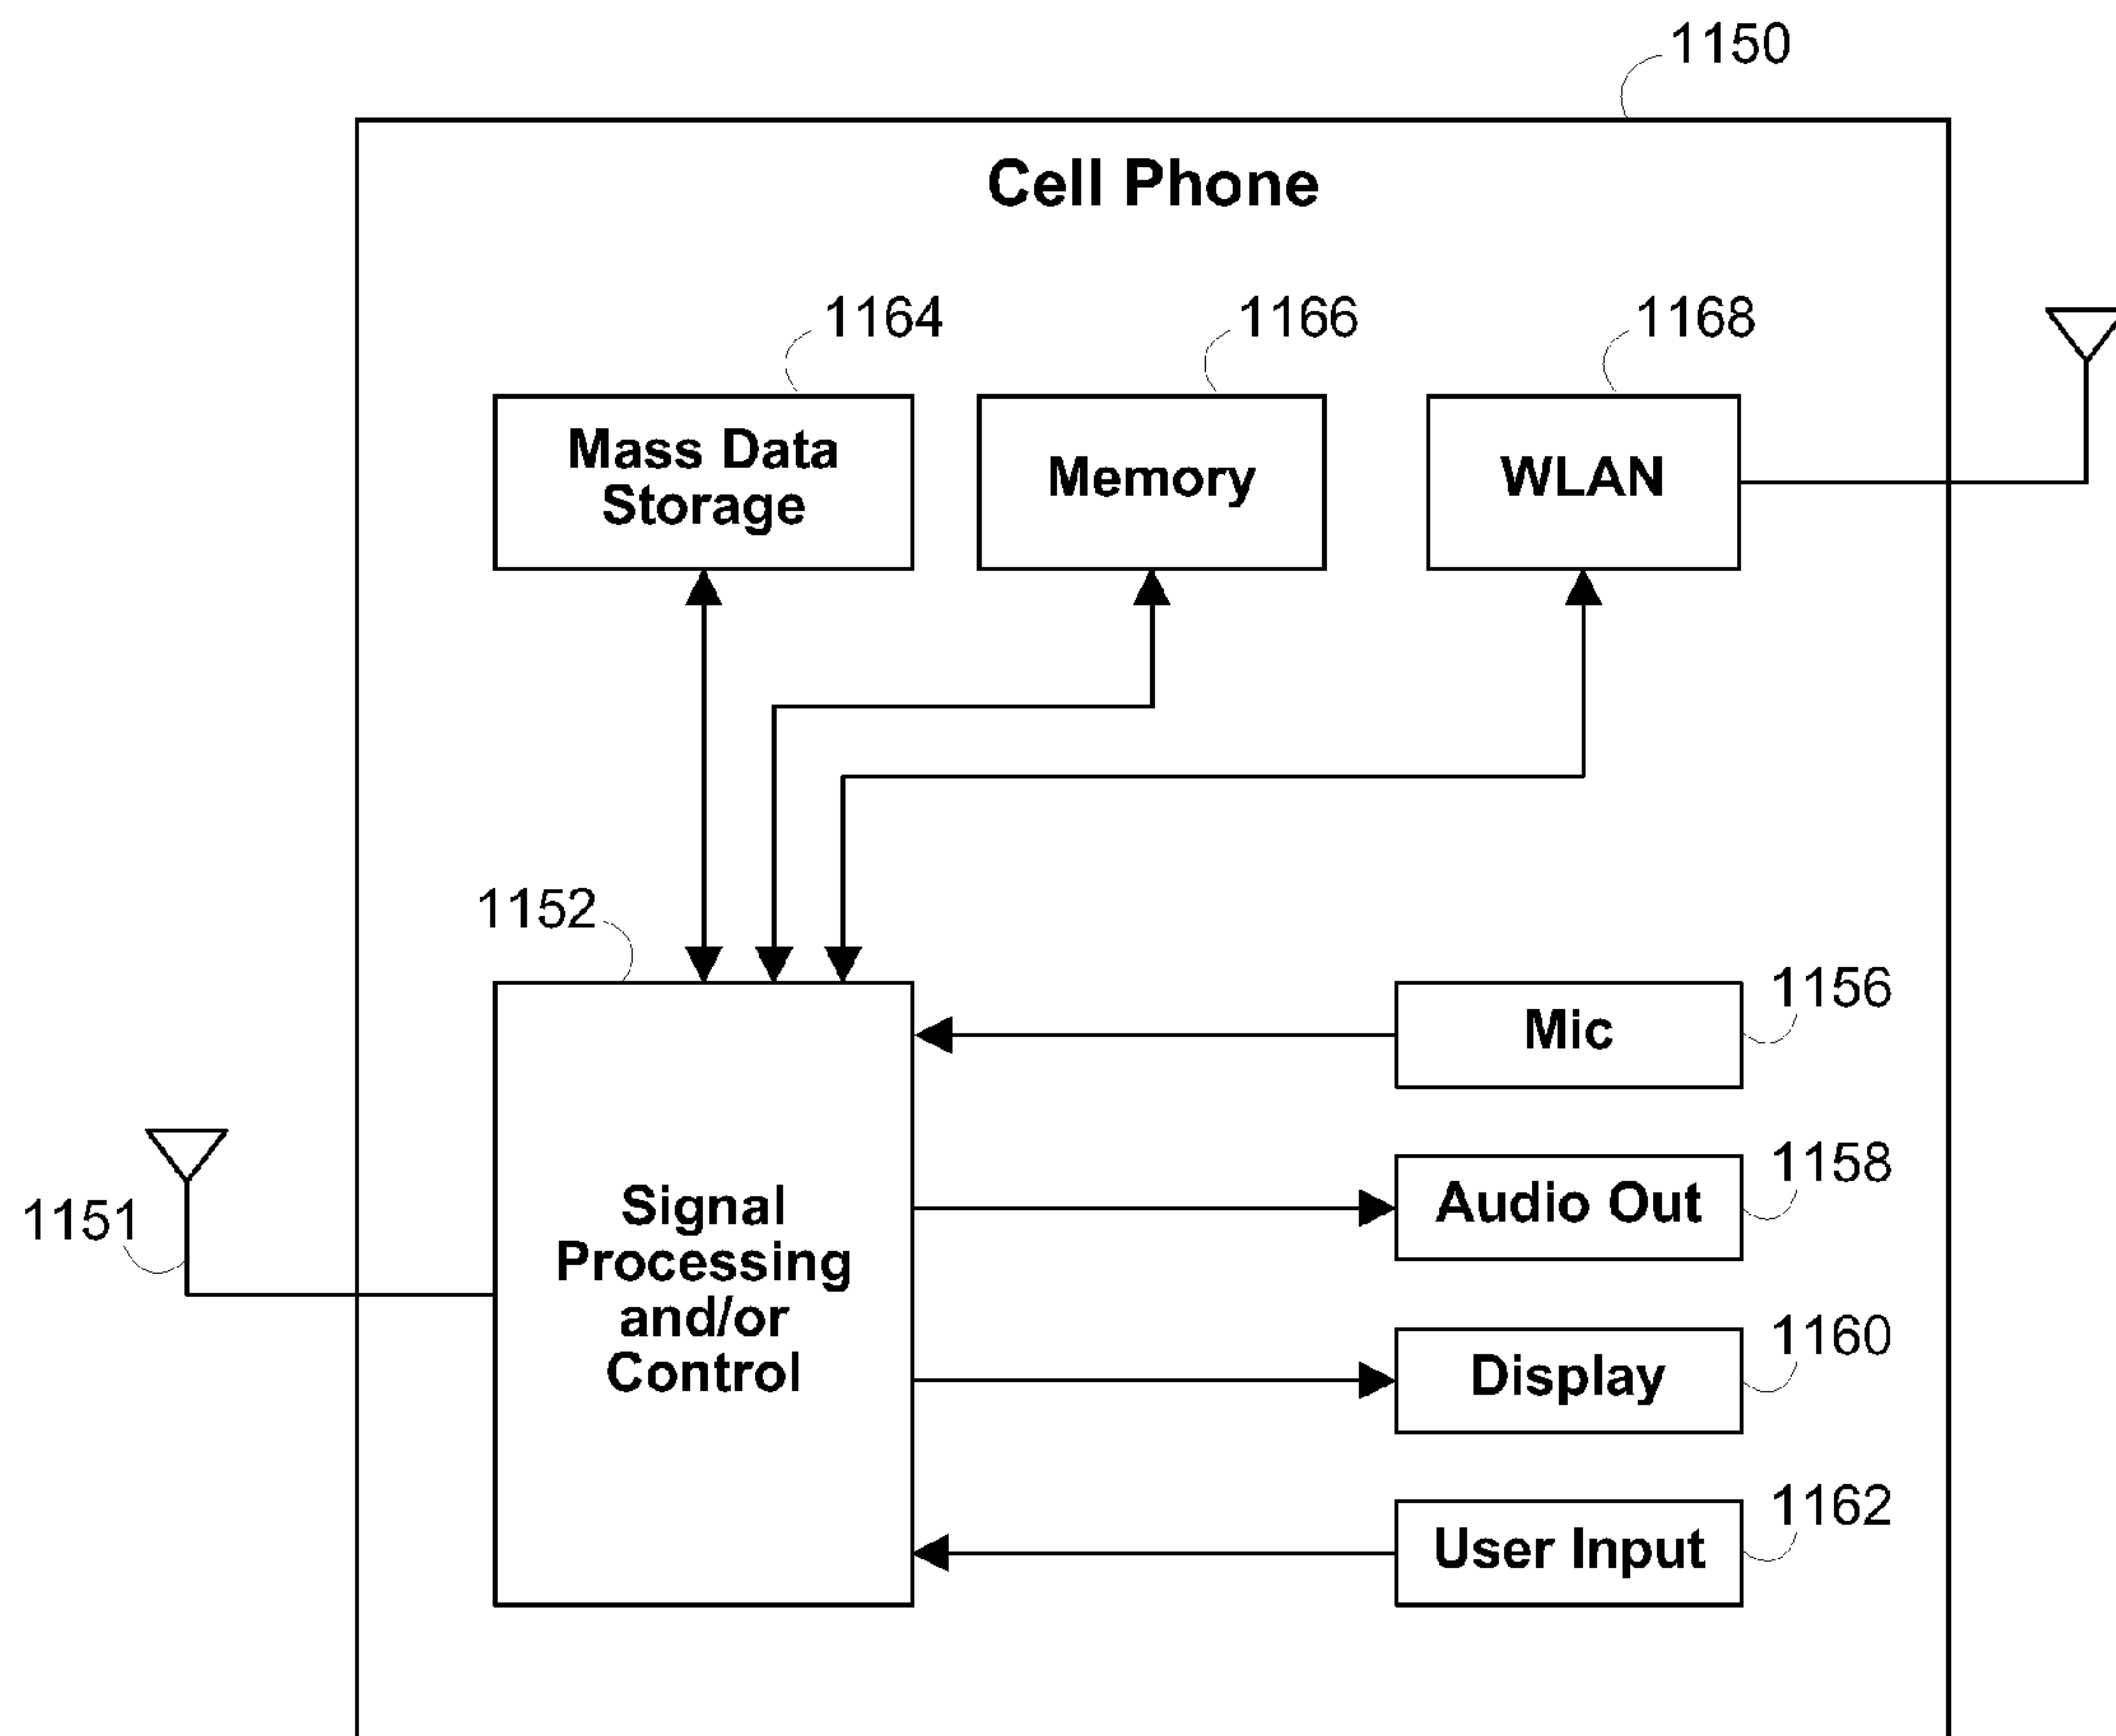 1150
Cell Phone
1164
1166
1168
Mass Data
Storage
Memory
WLAN
1152
1156
Mic
1158
Audio Out
1151
Signal
Processing
and/or
Control
1160
Display
1162
User Input